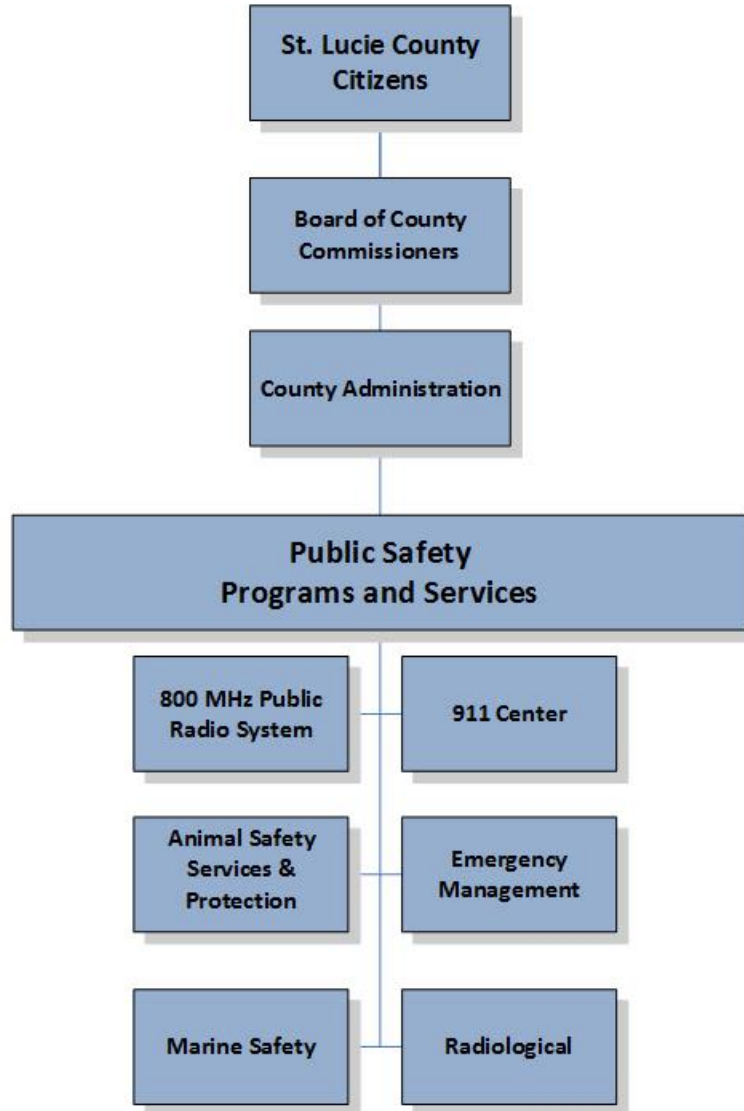 St. Lucie County
Citizens
Board of County
Commissioners
County Administration
Public Safety
Programs and Services
800 MHz Public
Radio System
911 Center
Animal Safety
Services &
Protection
Emergency
Management
Marine Safety
Radiological